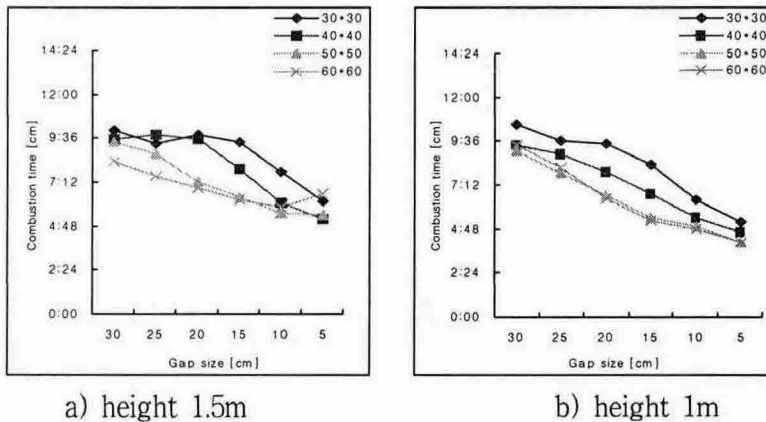 30*30
40*40
50*50
60*60
14:24
12:00
9:36
7:12
4:48
2:24
0:00
Combustion time [cm]
30 25 20 15 10 5
Gap size [cm]
a) height 1.5m
30*30
40*40
50*50
60*60
14:24
12:00
9:36
7:12
4:48
2:24
0:00
Combustion time [cm]
30 25 20 15 10 5
Gap size [cm]
b) height 1m